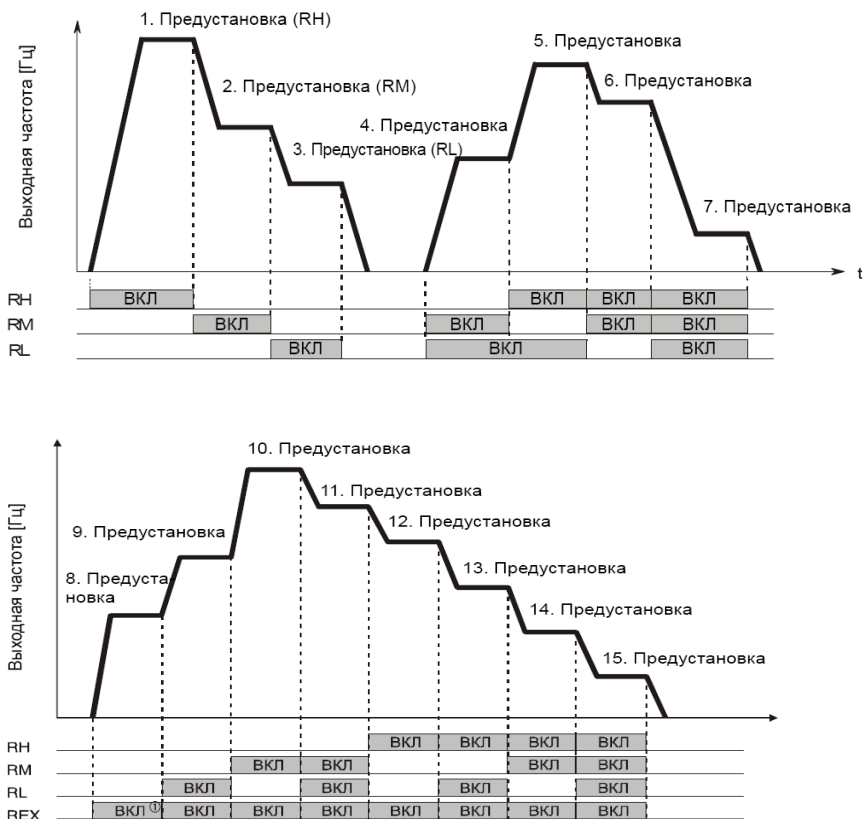 1. Предустановка (RH)
Выходная частота [Гц]
2. Предустановка (RM)
3. Предустановка (RL)
4. Предустановка
5. Предустановка
6. Предустановка
7. Предустановка
t
RH ВКЛ ВКЛ ВКЛ ВКЛ
RM ВКЛ ВКЛ ВКЛ ВКЛ
RL ВКЛ ВКЛ ВКЛ
Выходная частота [Гц]
8. Предуста-
новка
9. Предустановка
10. Предустановка
11. Предустановка
12. Предустановка
13. Предустановка
14. Предустановка
15. Предустановка
RH ВКЛ ВКЛ ВКЛ ВКЛ
RM ВКЛ ВКЛ ВКЛ ВКЛ
RL ВКЛ ВКЛ ВКЛ ВКЛ
REX ВКЛ ① ВКЛ ВКЛ ВКЛ ВКЛ ВКЛ ВКЛ ВКЛ